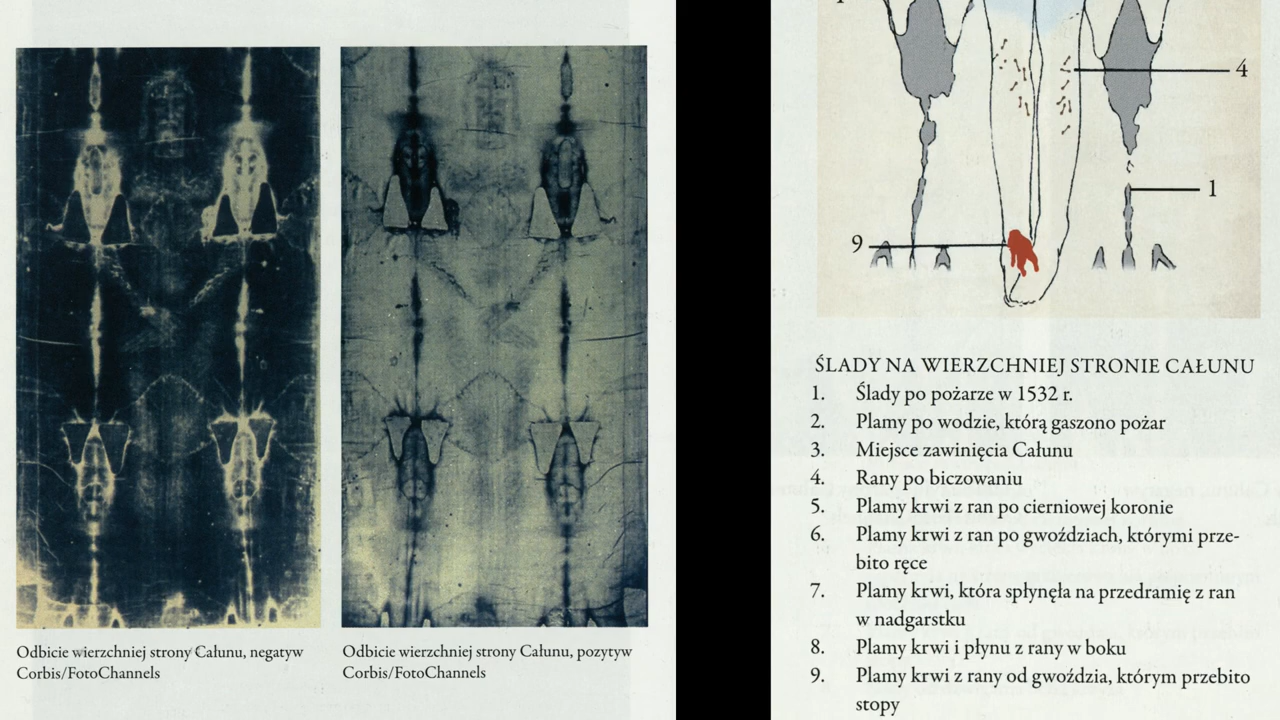 Odbicie wierzchniej strony Całunu, negatyw
Corbis/FotoChannels
Odbicie wierzchniej strony Całunu, pozytyw
Corbis/FotoChannels
4
1
9
ŚLADY NA WIERZCHNIEJ STRONIE CAŁUNU
1. Ślady po pożarze w 1532 r.
2. Plamy po wodzie, którą gaszono pożar
3. Miejsce zawinięcia Całunu
4. Rany po biczowaniu
5. Plamy krwi z ran po cierniowej koronie
6. Plamy krwi z ran po gwoździach, którymi prze-
bito ręce
7. Plamy krwi, która spłynęła na przedramię z ran
w nadgarstku
8. Plamy krwi i płynu z rany w boku
9. Plamy krwi z rany od gwoździa, którym przebito
stopy